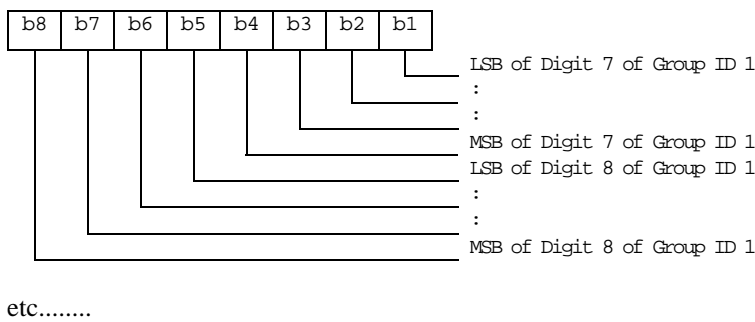 b8 b7 b6 b5 b4 b3 b2 b1
LSB of Digit 7 of Group ID 1
:
:
MSB of Digit 7 of Group ID 1
LSB of Digit 8 of Group ID 1
:
:
MSB of Digit 8 of Group ID 1
etc........